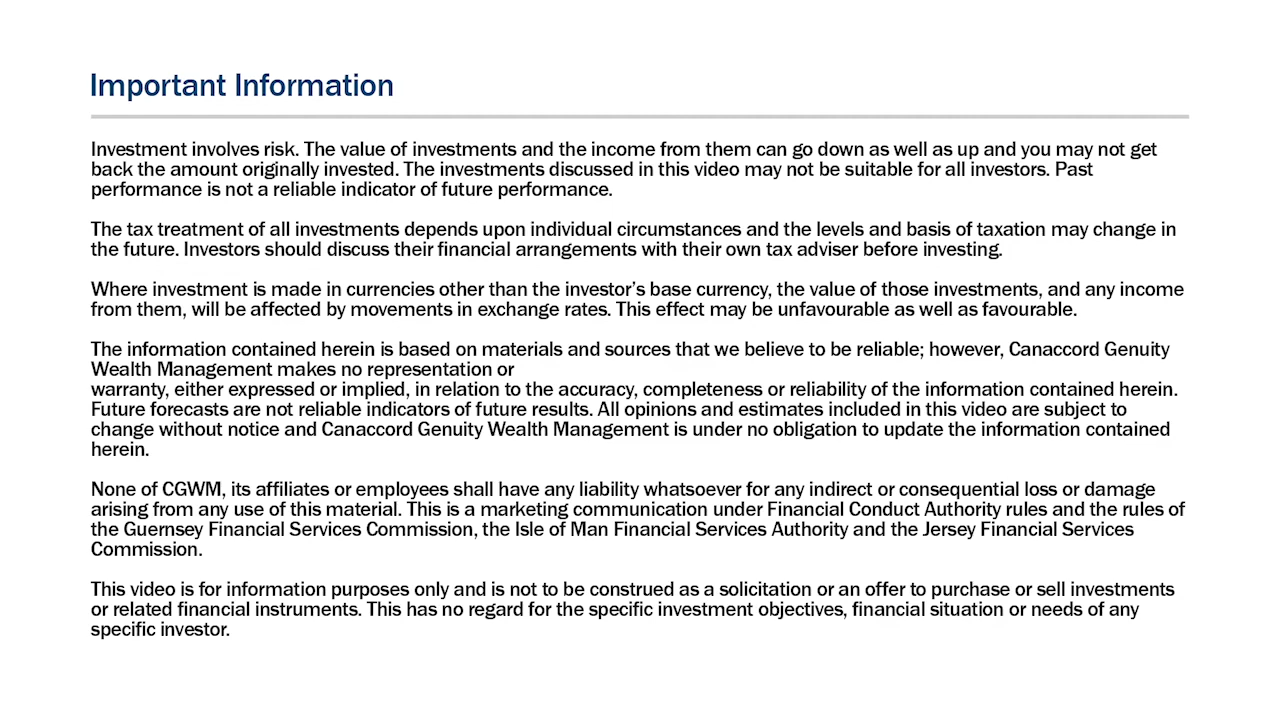 Important Information
Investment involves risk. The value of investments and the income from them can go down as well as up and you may not get
back the amount originally invested. The investments discussed in this video may not be suitable for all investors. Past
performance is not a reliable indicator of future performance.
The tax treatment of all investments depends upon individual circumstances and the levels and basis of taxation may change in
the future. Investors should discuss their financial arrangements with their own tax adviser before investing.
Where investment is made in currencies other than the investor’s base currency, the value of those investments, and any income
from them, will be affected by movements in exchange rates. This effect may be unfavourable as well as favourable.
The information contained herein is based on materials and sources that we believe to be reliable; however, Canaccord Genuity
Wealth Management makes no representation or
warranty, either expressed or implied, in relation to the accuracy, completeness or reliability of the information contained herein.
Future forecasts are not reliable indicators of future results. All opinions and estimates included in this video are subject to
change without notice and Canaccord Genuity Wealth Management is under no obligation to update the information contained
herein.
None of CGWM, its affiliates or employees shall have any liability whatsoever for any indirect or consequential loss or damage
arising from any use of this material. This is a marketing communication under Financial Conduct Authority rules and the rules of
the Guernsey Financial Services Commission, the Isle of Man Financial Services Authority and the Jersey Financial Services
Commission.
This video is for information purposes only and is not to be construed as a solicitation or an offer to purchase or sell investments
or related financial instruments. This has no regard for the specific investment objectives, financial situation or needs of any
specific investor.